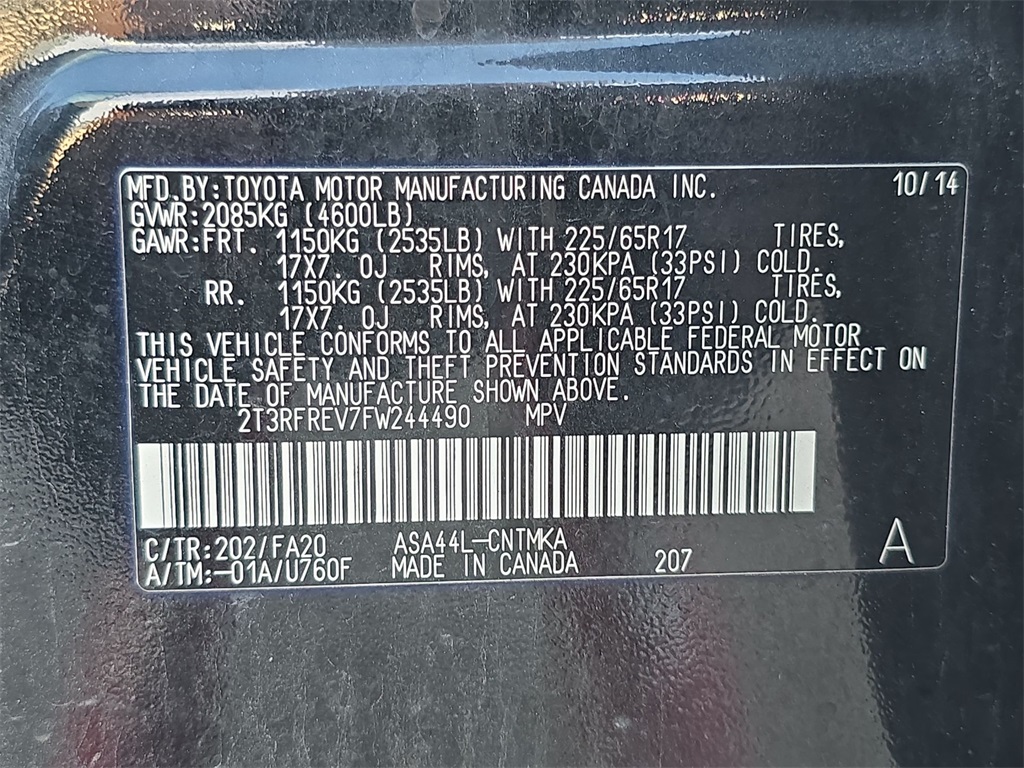 MFD.BY:TOYOTA MOTOR MANUFACTURING CANADA INC. 10/14
GVWR:2085KG (4600LB)
GAWR:FRT. 1150KG (2535LB) WITH 225/65R17 TIRES,
17X7. 0J RIMS, AT 230KPA (33PSI) COLD.
RR. 1150KG (2535LB) WITH 225/65R17 TIRES,
17X7. 0J RIMS, AT 230KPA (33PSI) COLD.
THIS VEHICLE CONFORMS TO ALL APPLICABLE FEDERAL MOTOR
VEHICLE SAFETY AND THEFT PREVENTION STANDARDS IN EFFECT ON
THE DATE OF MANUFACTURE SHOWN ABOVE.
2T3RFREV7FW244490 MPV
C/TR:202/FA20 ASA44L-CNTMKA
A/TM:-01A/U760F MADE IN CANADA 207 A